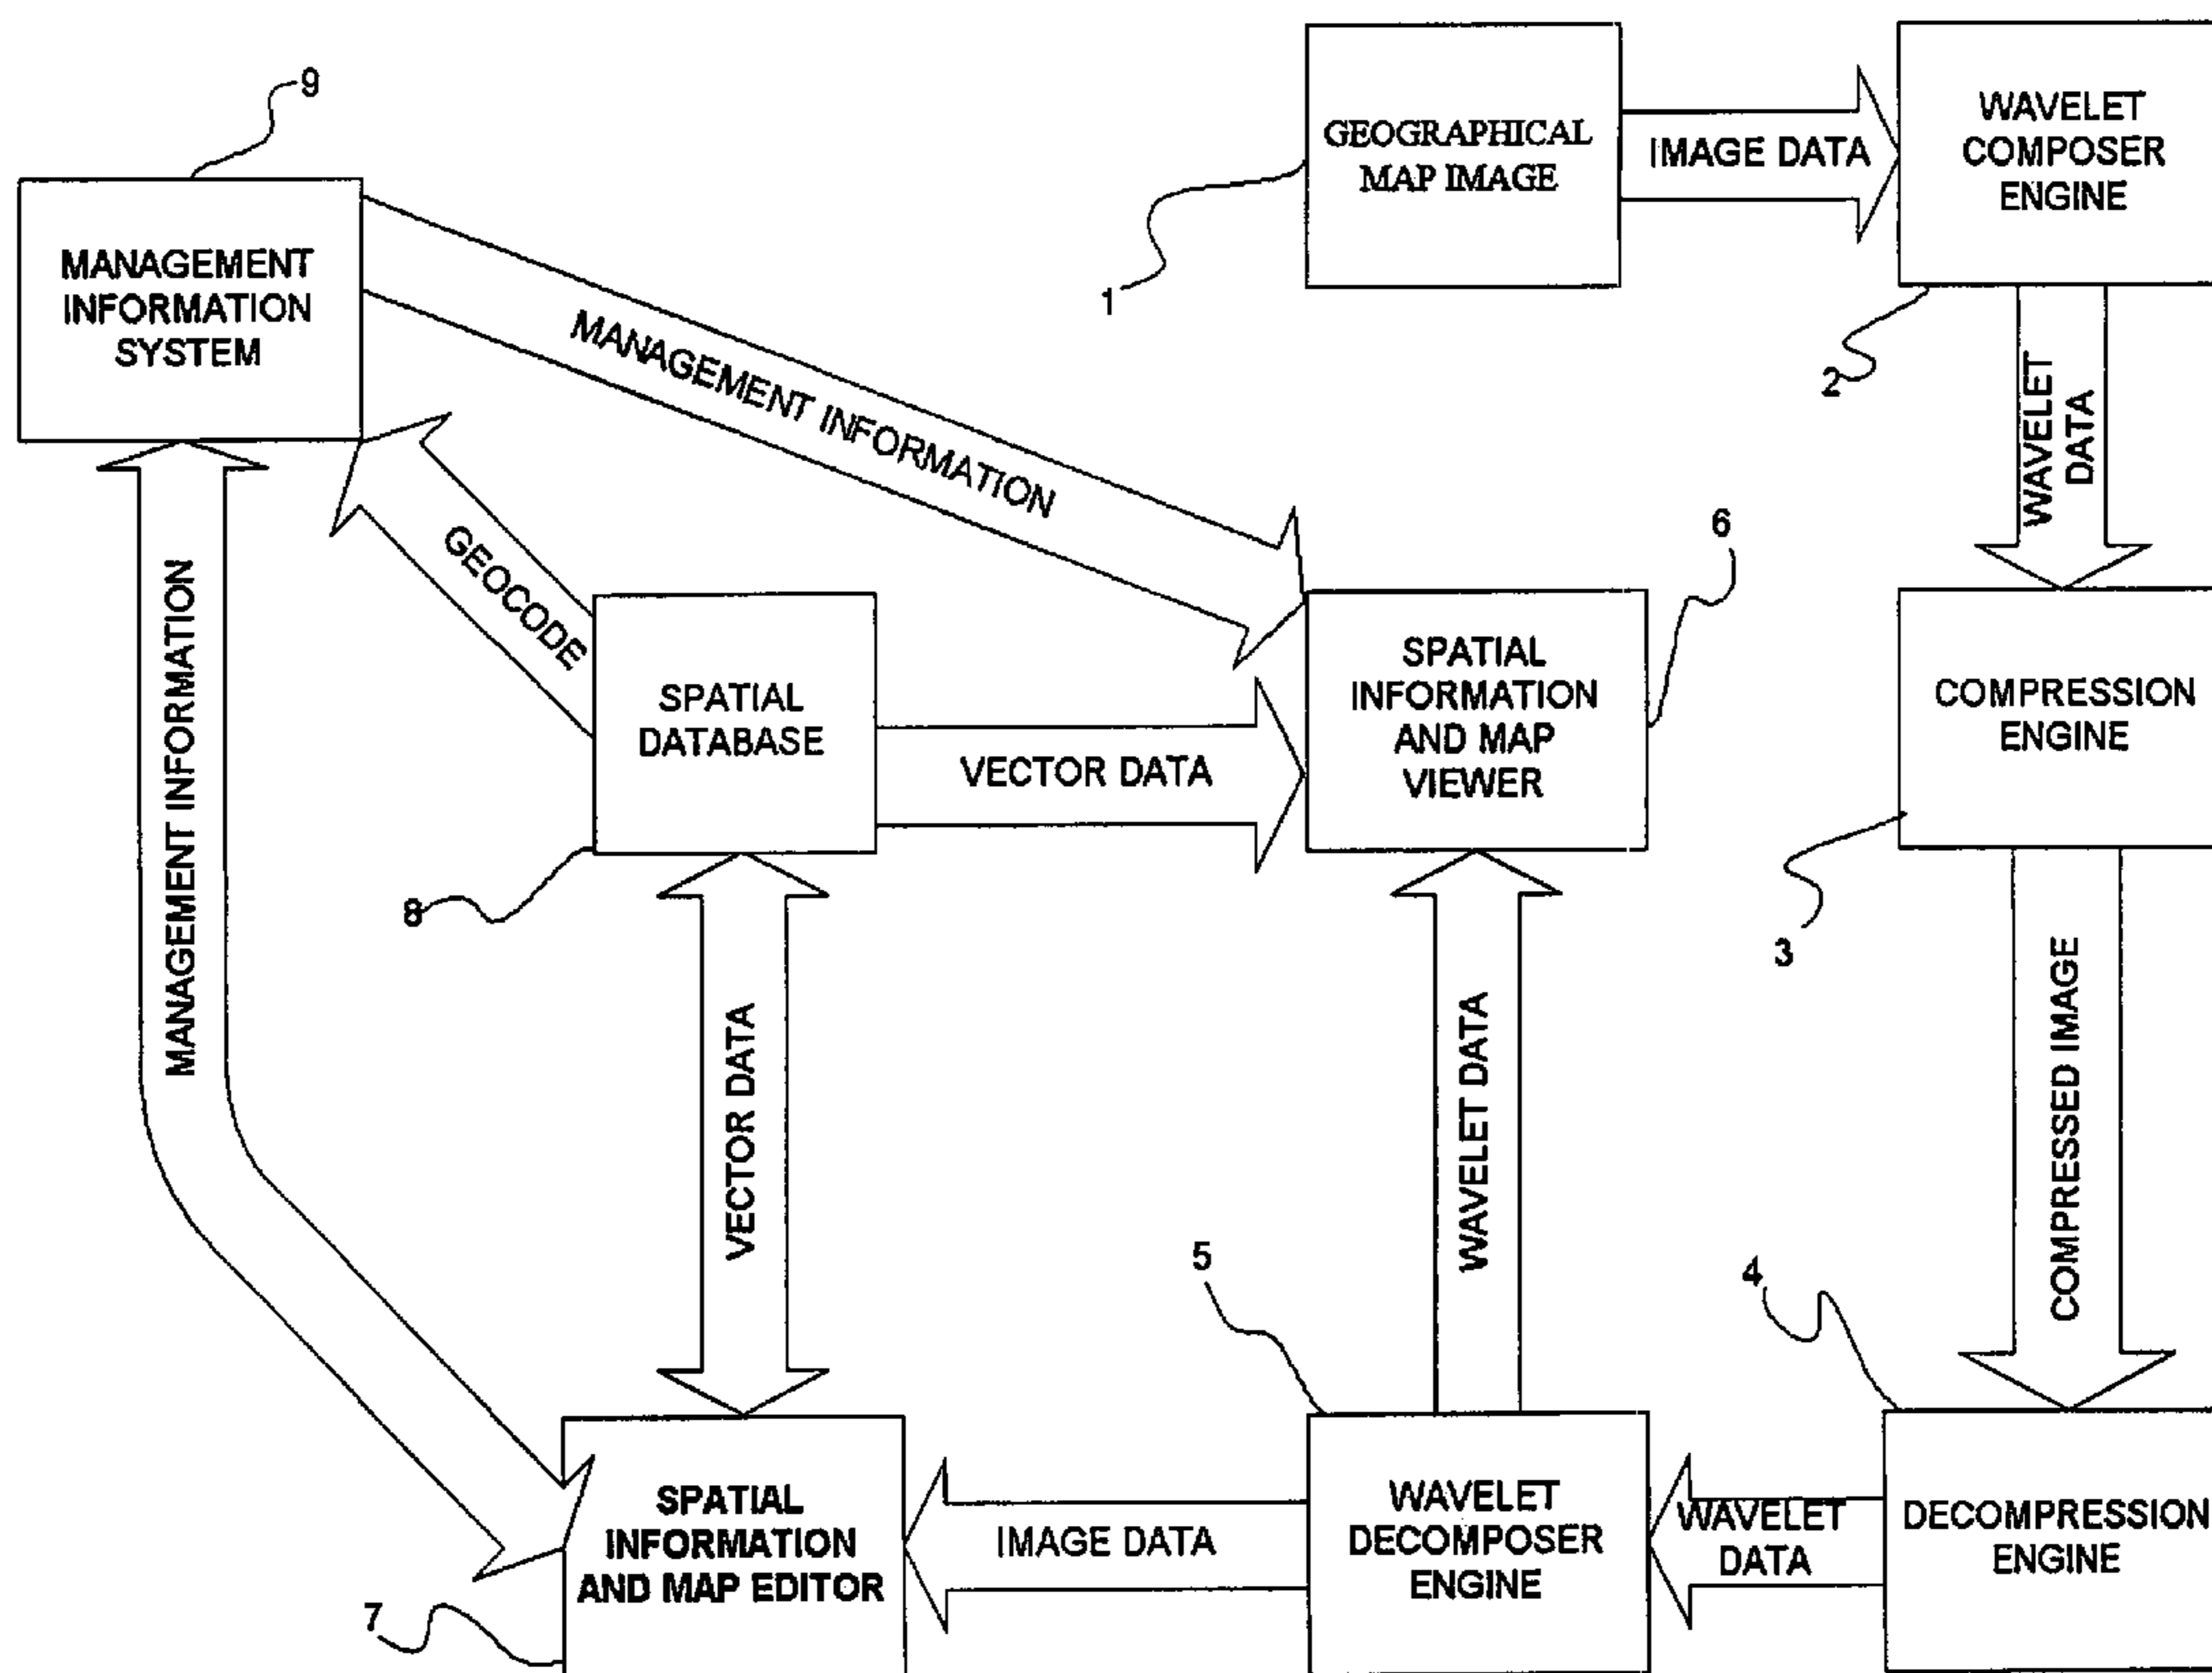 9
GEOGRAPHICAL
MAP IMAGE
IMAGE DATA
WAVELET
COMPOSER
ENGINE
1
2
MANAGEMENT
INFORMATION
SYSTEM
MANAGEMENT INFORMATION
WAVELET
DATA
GEOCODE
6
MANAGEMENT INFORMATION
SPATIAL
DATABASE
VECTOR DATA
SPATIAL
INFORMATION
AND MAP
VIEWER
COMPRESSION
ENGINE
8
3
VECTOR DATA
WAVELET DATA
COMPRESSED IMAGE
5
4
SPATIAL
INFORMATION
AND MAP EDITOR
IMAGE DATA
WAVELET
DECOMPOSER
ENGINE
WAVELET
DATA
DECOMPRESSION
ENGINE
7